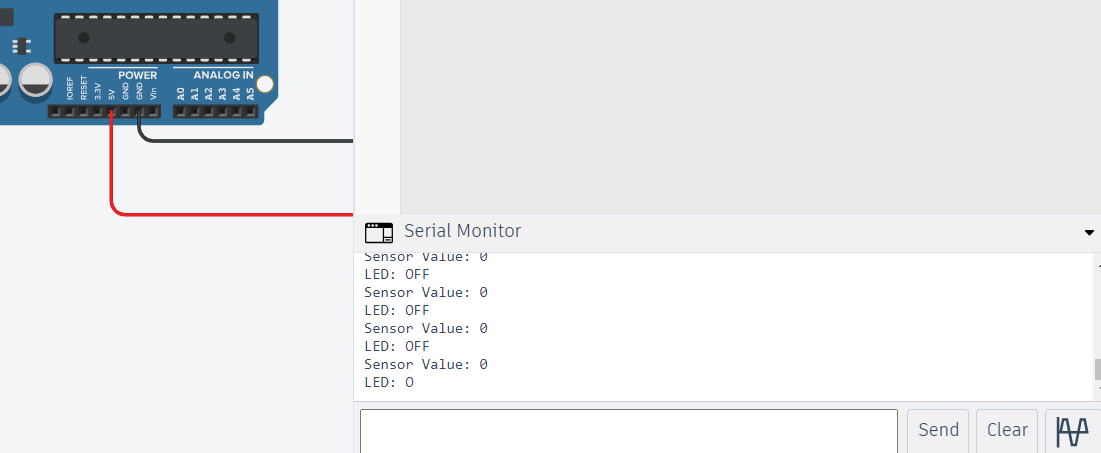 POWER
ANALOG IN
IOREF
RESET
3.3V
5V
GND
GND
Vin
A0
A1
A2
A3
A4
A5
Serial Monitor
Sensor Value: 0
LED: OFF
Sensor Value: 0
LED: OFF
Sensor Value: 0
LED: OFF
Sensor Value: 0
LED: O
Send
Clear